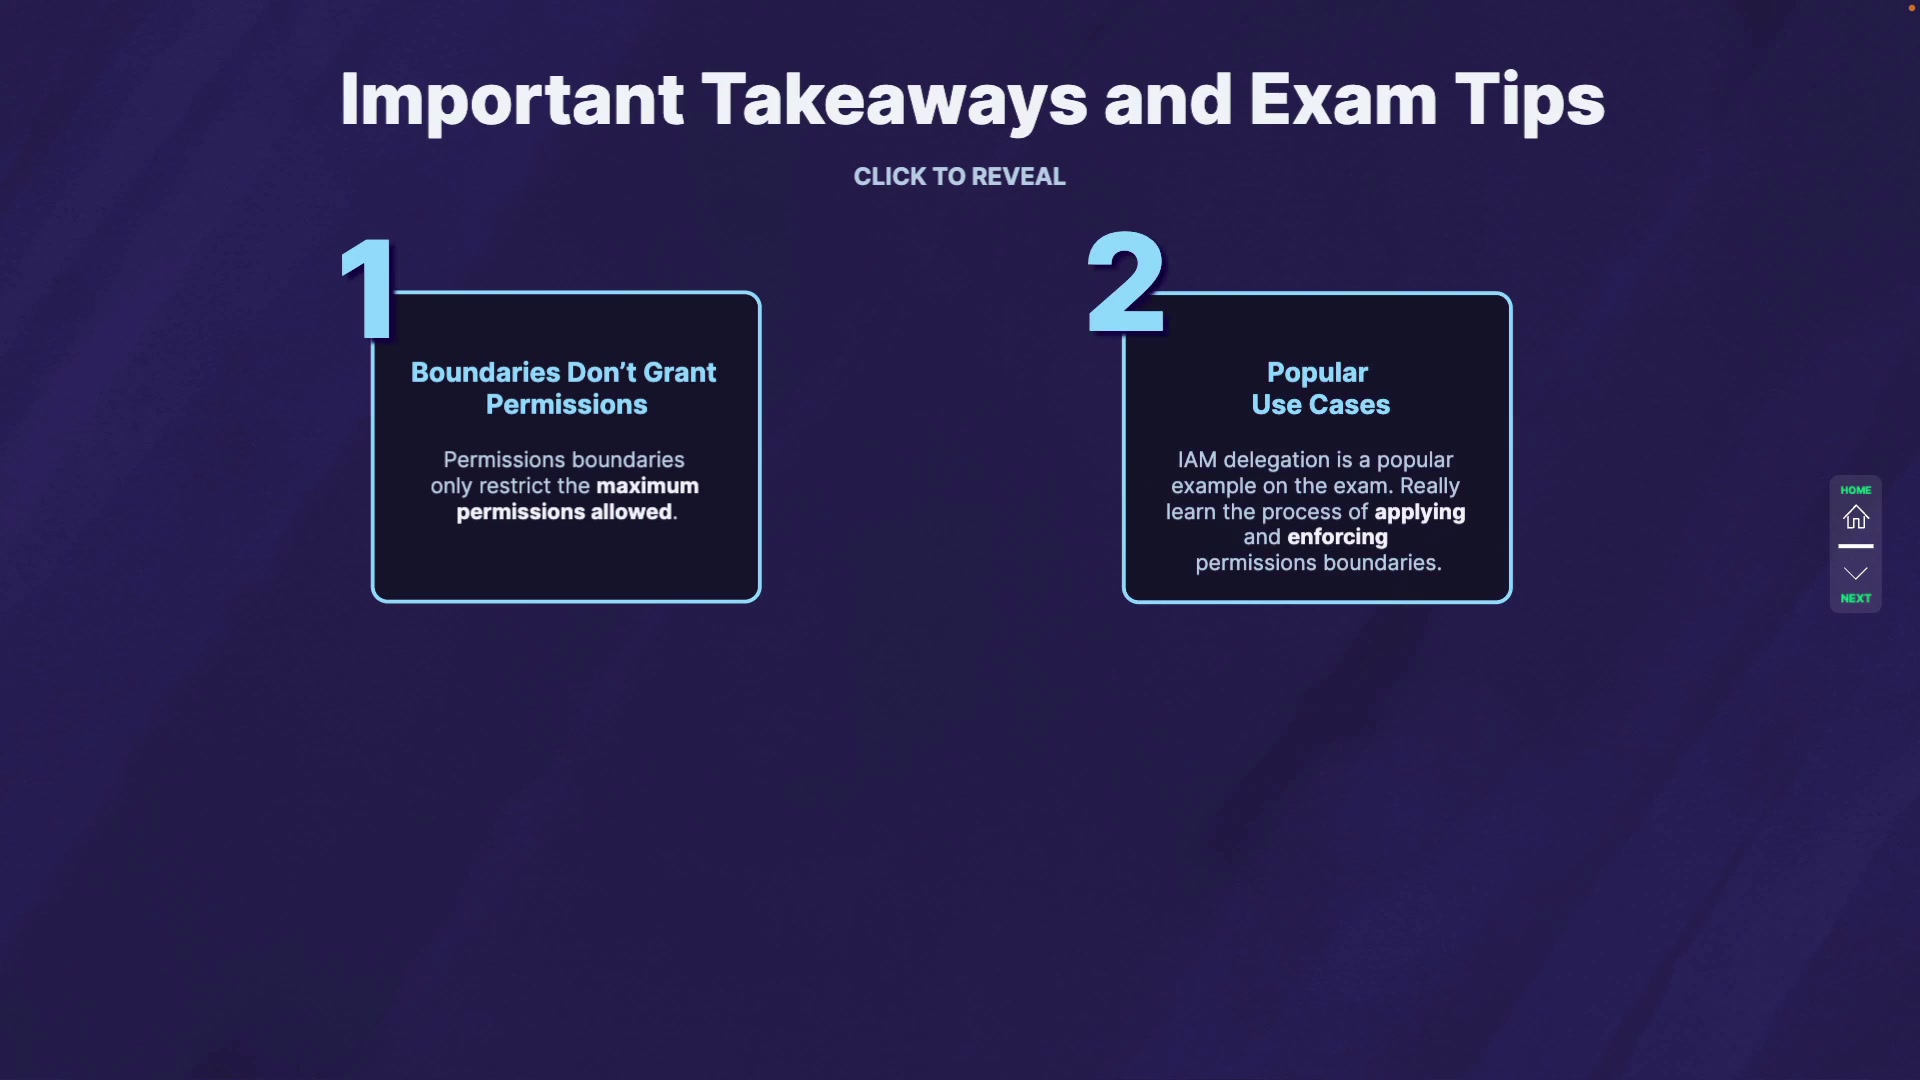 Important Takeaways and Exam Tips
CLICK TO REVEAL
1
Boundaries Don’t Grant
Permissions
Permissions boundaries
only restrict the maximum
permissions allowed.
2
Popular
Use Cases
IAM delegation is a popular
example on the exam. Really
learn the process of applying
and enforcing
permissions boundaries.
HOME
NEXT